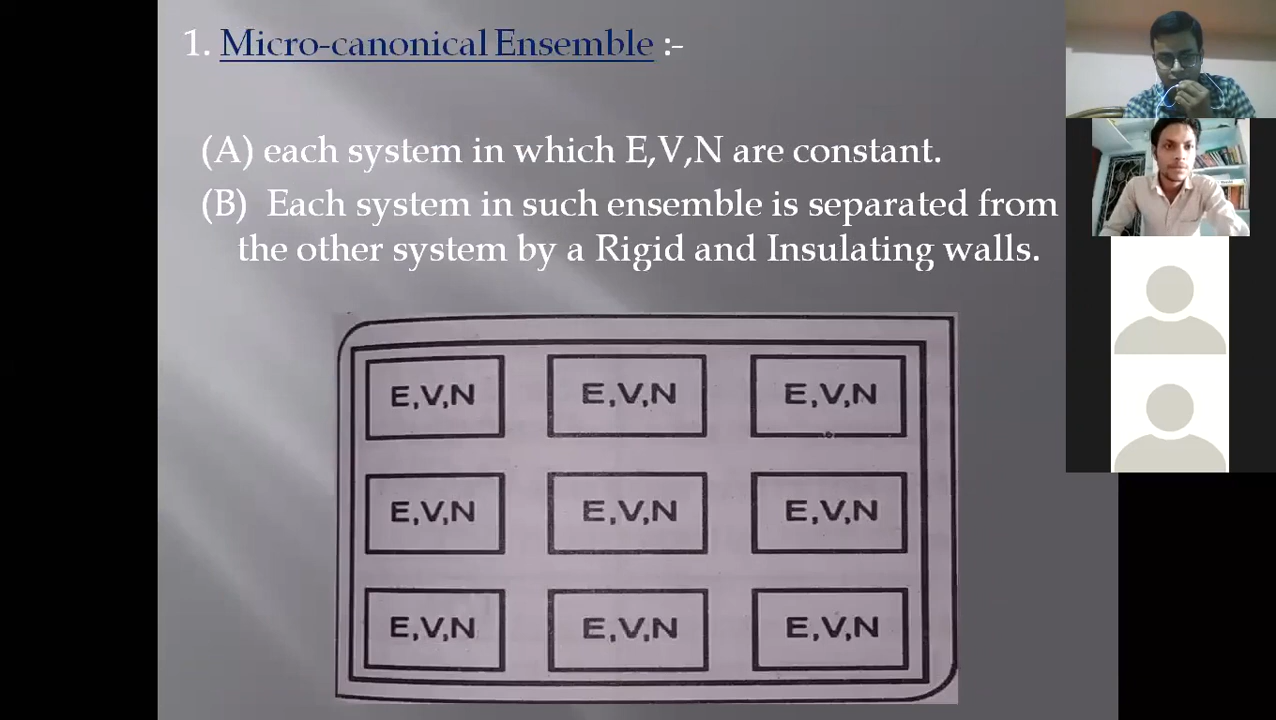 1. Micro-canonical Ensemble :-
(A) each system in which E,V,N are constant.
(B) Each system in such ensemble is separated from
the other system by a Rigid and Insulating walls.
E,V,N E,V,N E,V,N
E,V,N E,V,N E,V,N
E,V,N E,V,N E,V,N